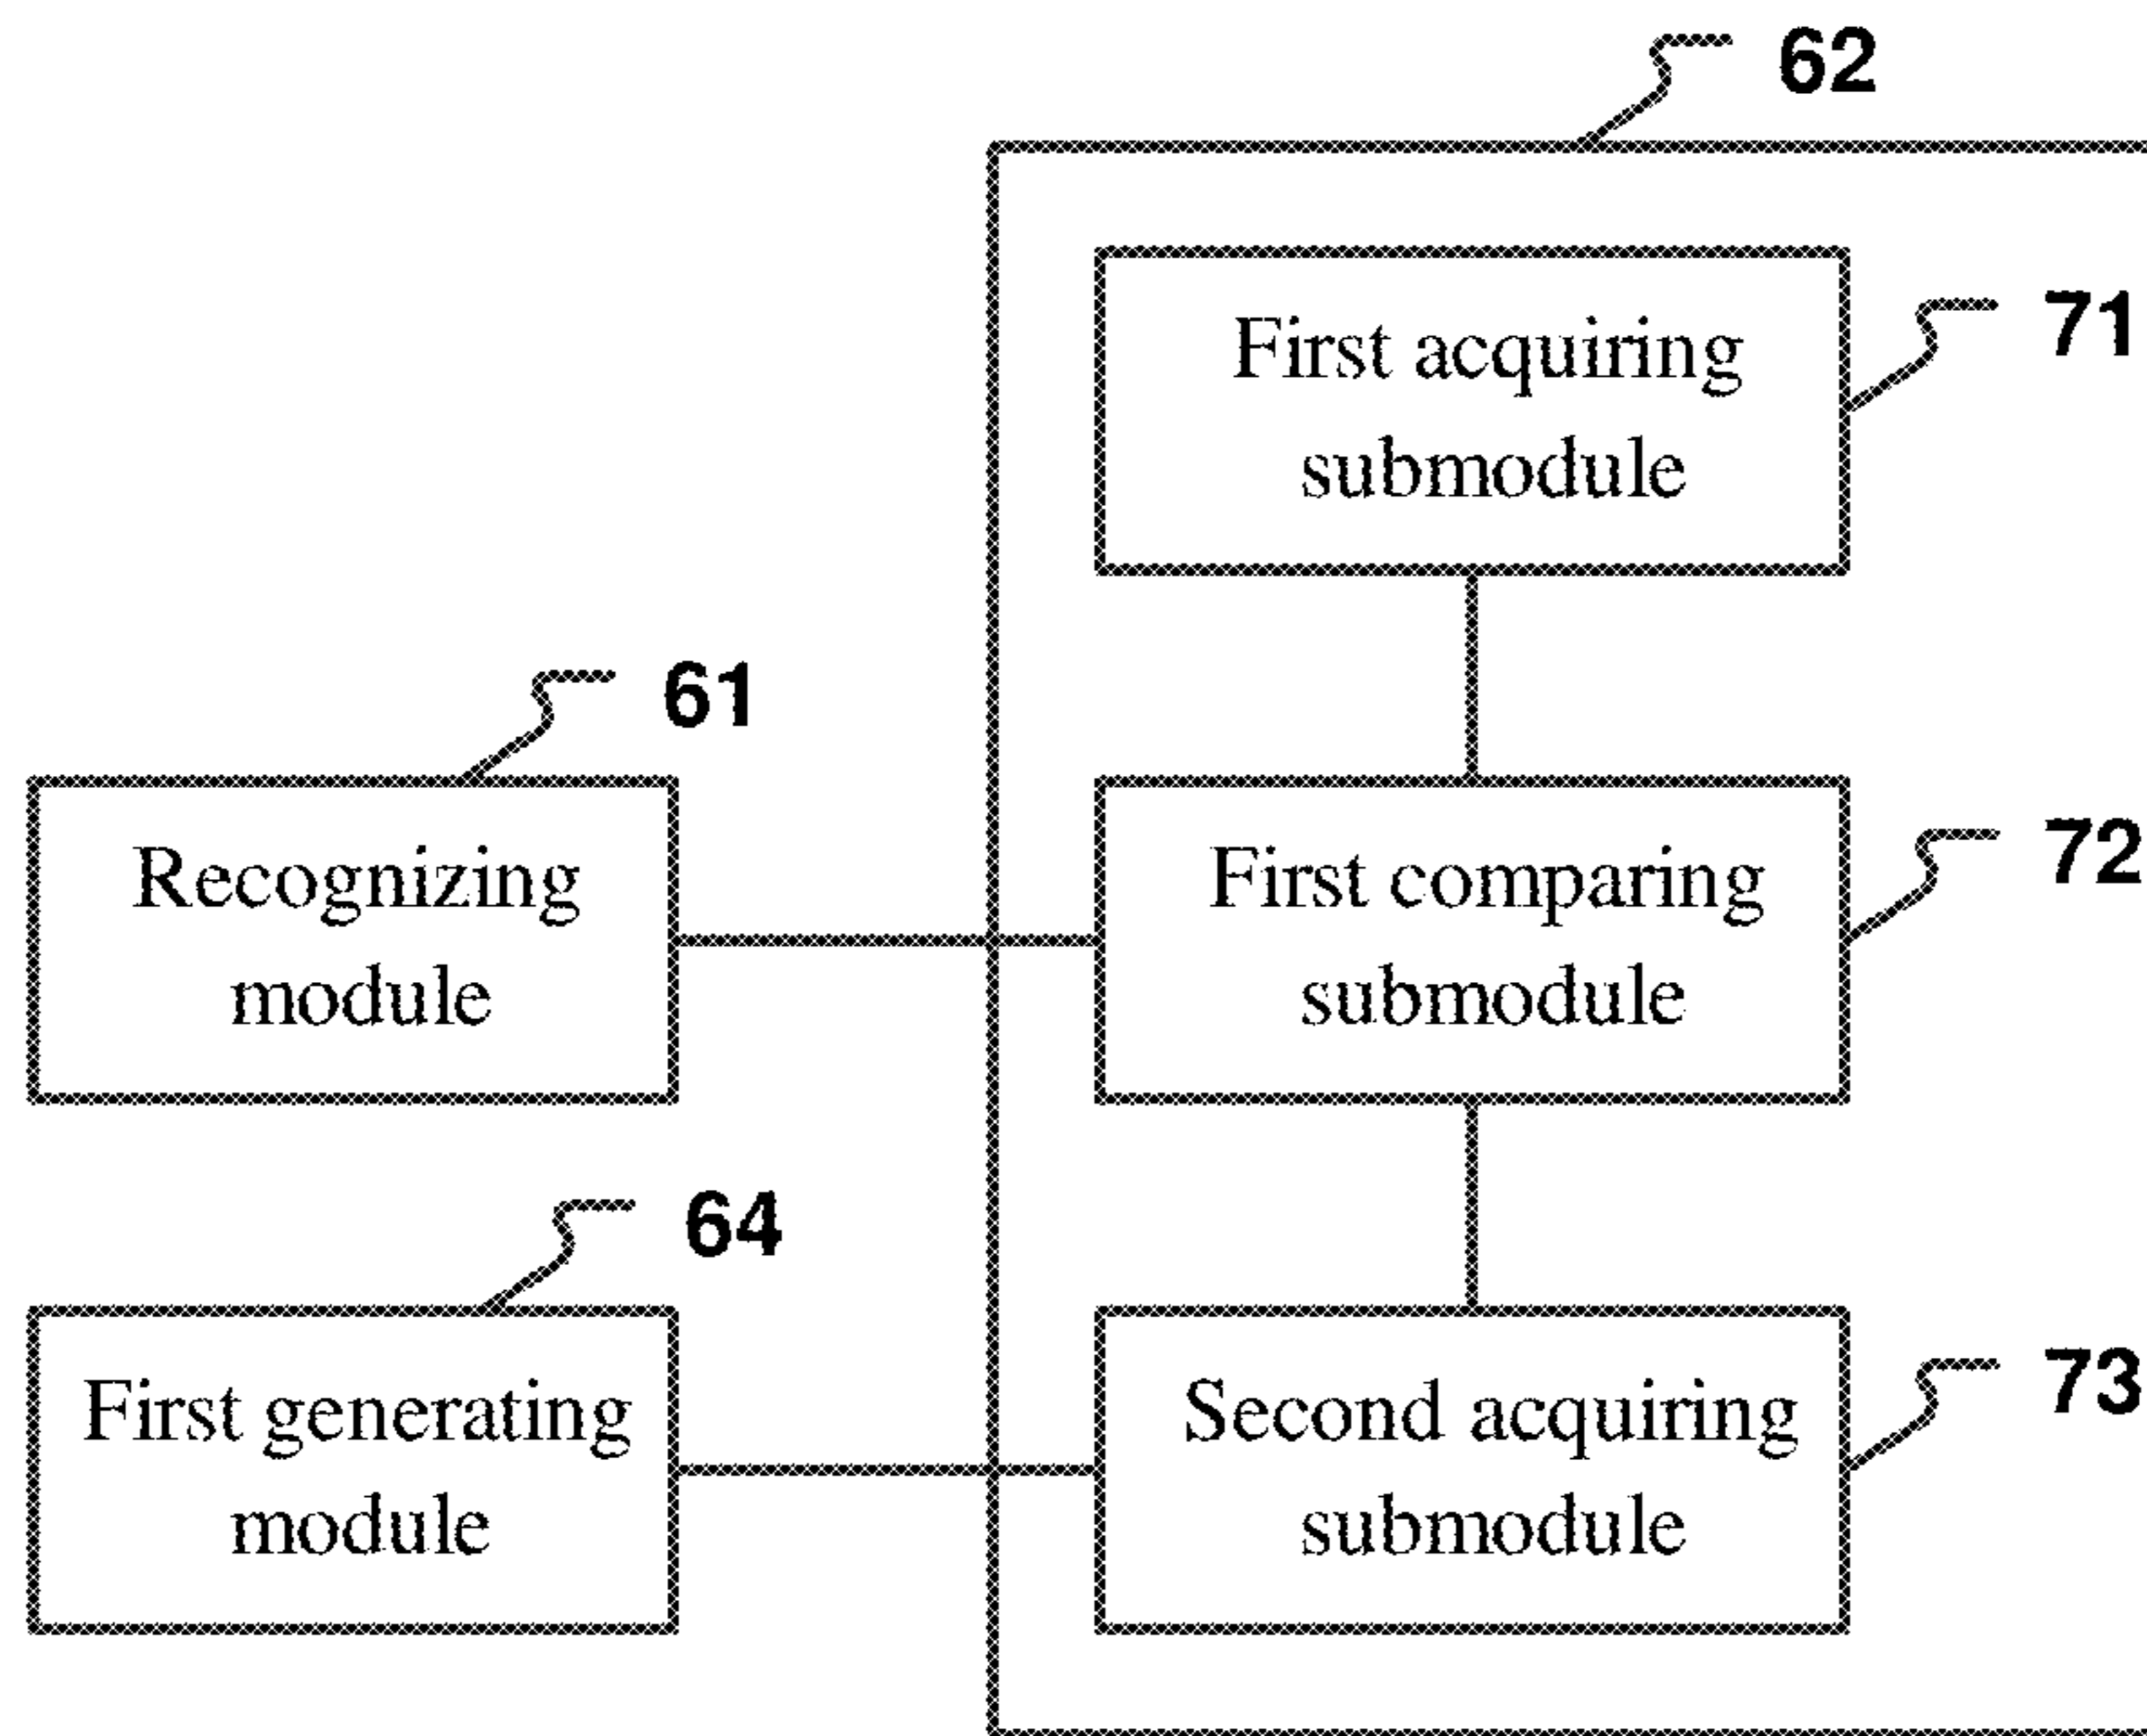 62
First acquiring
submodule
71
61
Recognizing
module
First comparing
submodule
72
64
First generating
module
Second acquiring
submodule
73